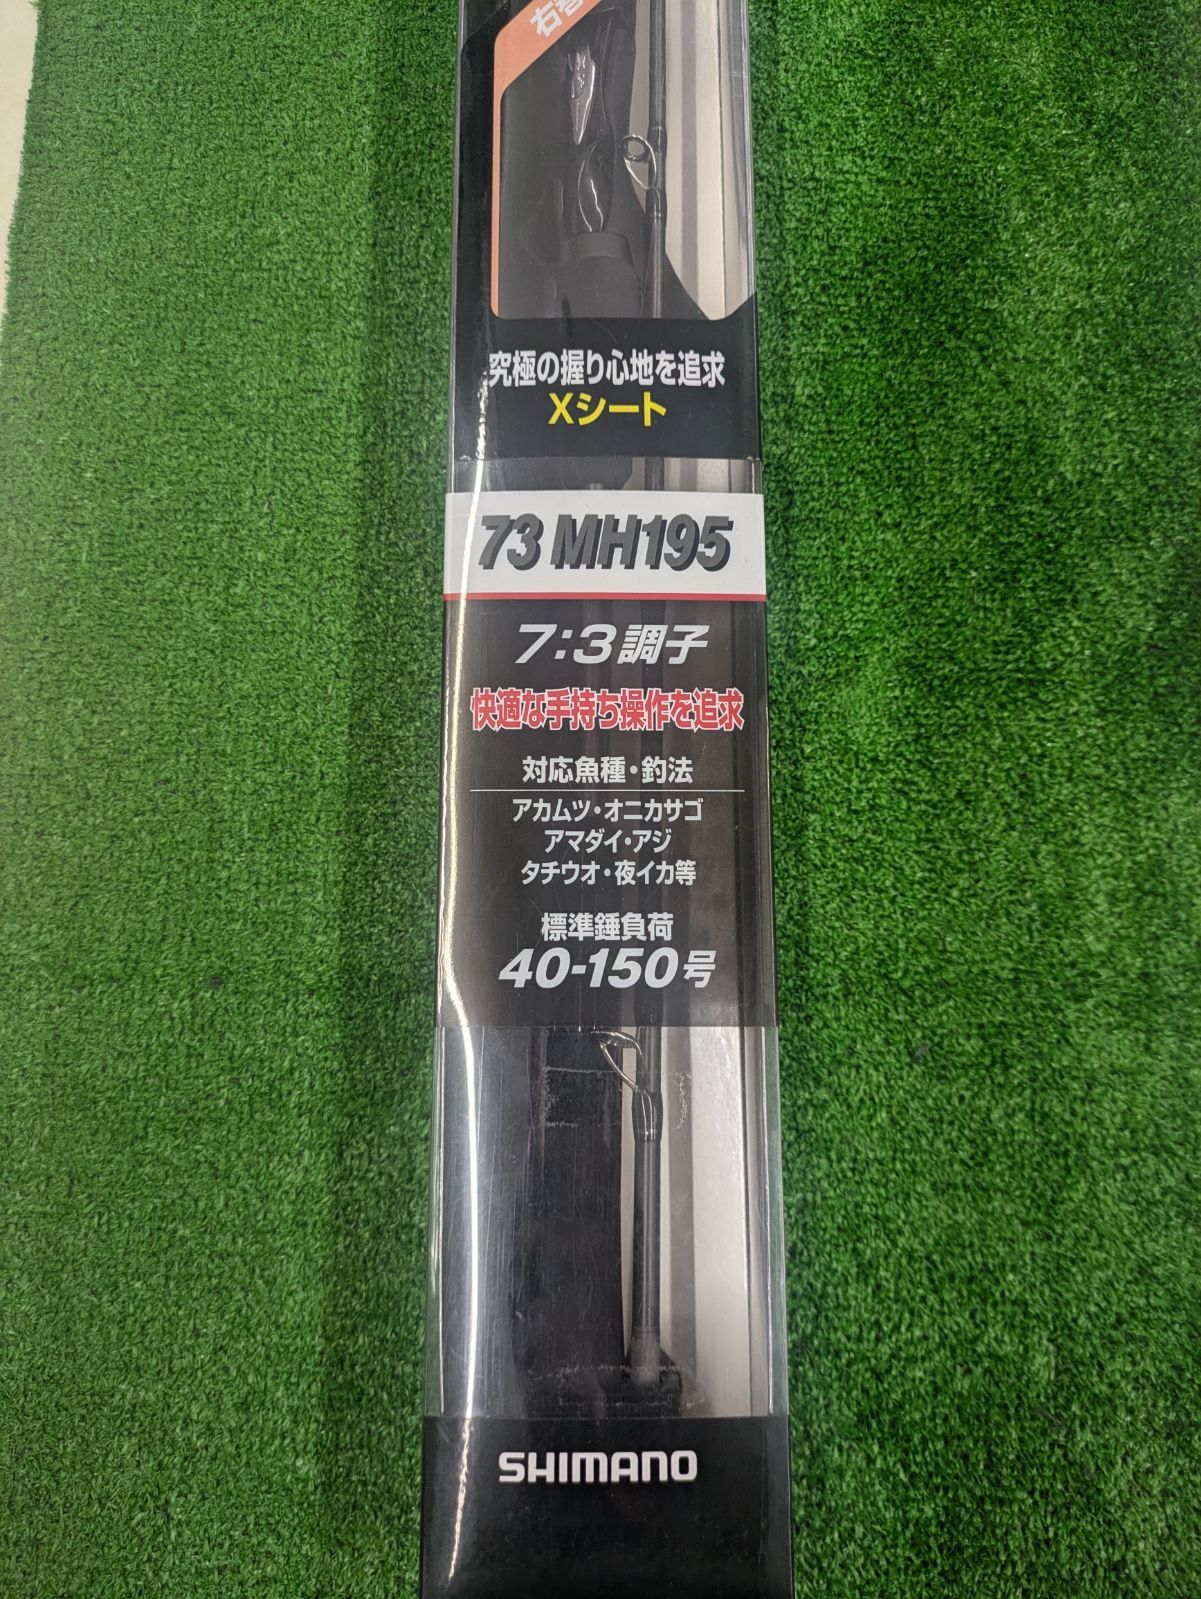 右巻
究極の握り心地を追求
Xシート
73 MH195
7:3調子
快適な手持ち操作を追求
対応魚種・釣法
アカムツ・オニカサゴ
アマダイ・アジ
タチウオ・夜イカ等
標準錘負荷
40-150号
SHIMANO